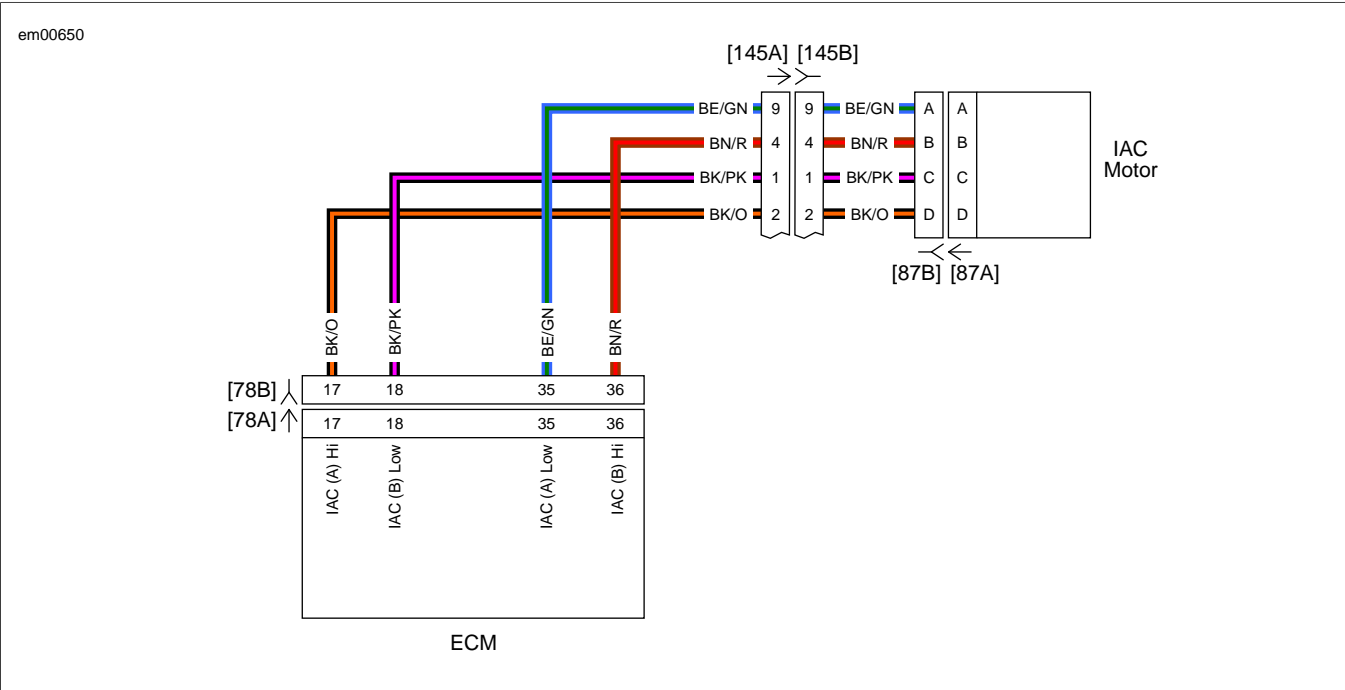 em00650
[145A] [145B]
BE/GN 9 9 BE/GN A A
BN/R 4 4 BN/R B B
BK/PK 1 1 BK/PK C C
BK/O 2 2 BK/O D D
IAC
Motor
[87B] [87A]
BK/O BK/PK BE/GN BN/R
[78B] 17 18 35 36
[78A] 17 18 35 36
IAC (A) Hi
IAC (B) Low
IAC (A) Low
IAC (B) Hi
ECM